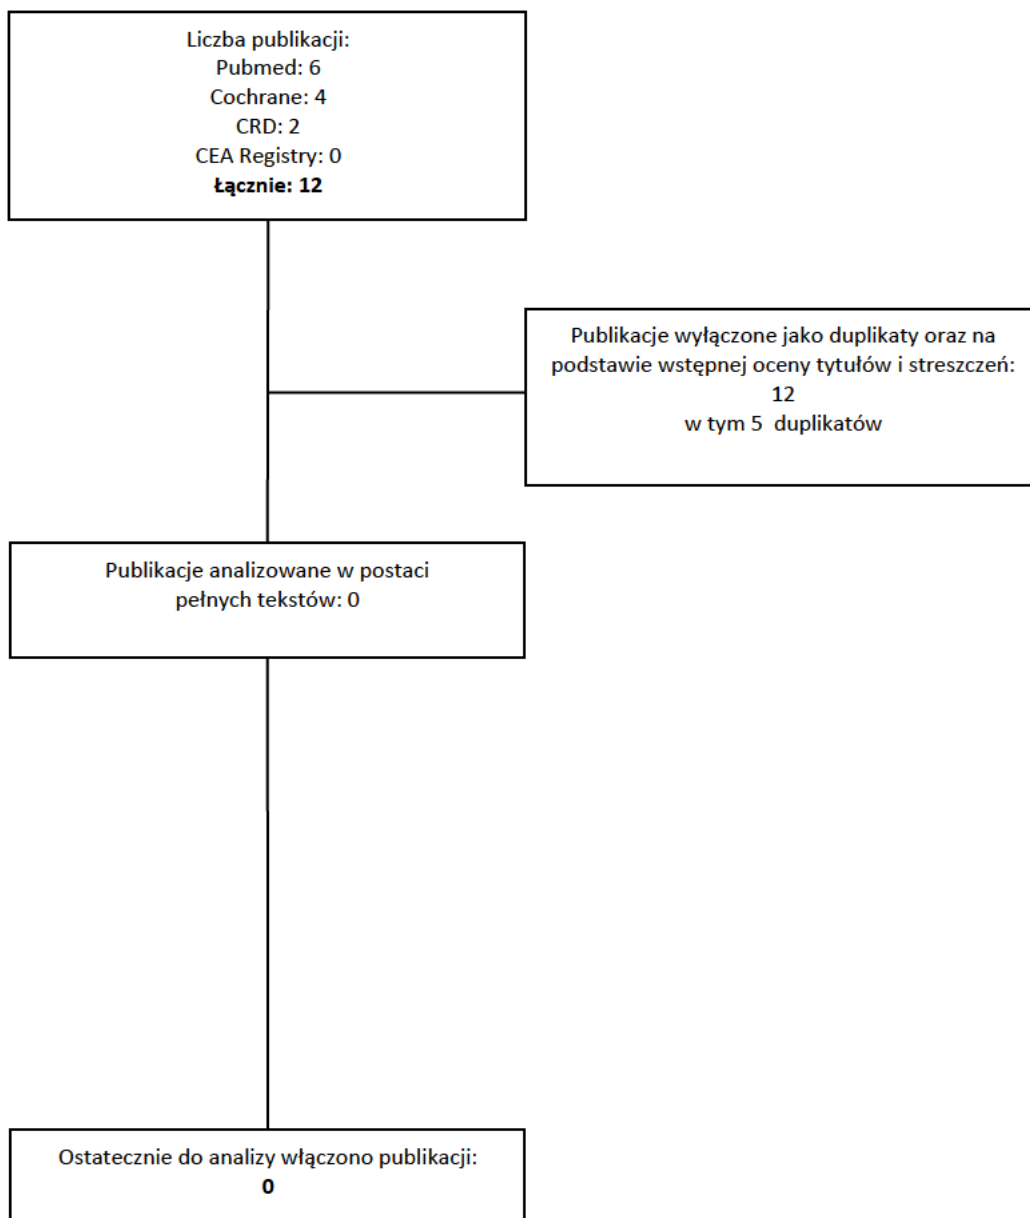 Liczba publikacji:
Pubmed: 6
Cochrane: 4
CRD: 2
CEA Registry: 0
Łącznie: 12
Publikacje wyłączone jako duplikaty oraz na
podstawie wstępnej oceny tytułów i streszczeń:
12
w tym 5  duplikatów
Publikacje analizowane w postaci
pełnych tekstów: 0
Ostatecznie do analizy włączono publikacji:
0